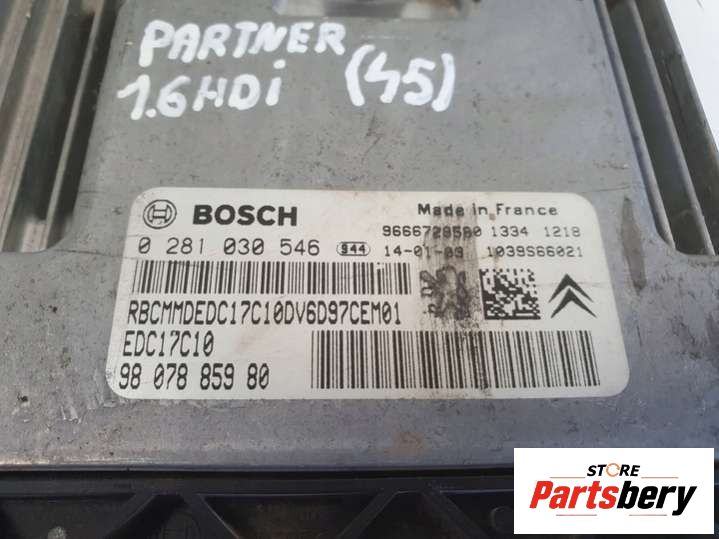 PARTNER
1.6HDi (45)
BOSCH Made in France
0 281 030 546 944 9666729580 1334 1218
14-01-09 1039S66021
RBCMMDEDC17C10DV6D97CEM01
EDC17C10
98 078 859 80
STORE
Partsbery